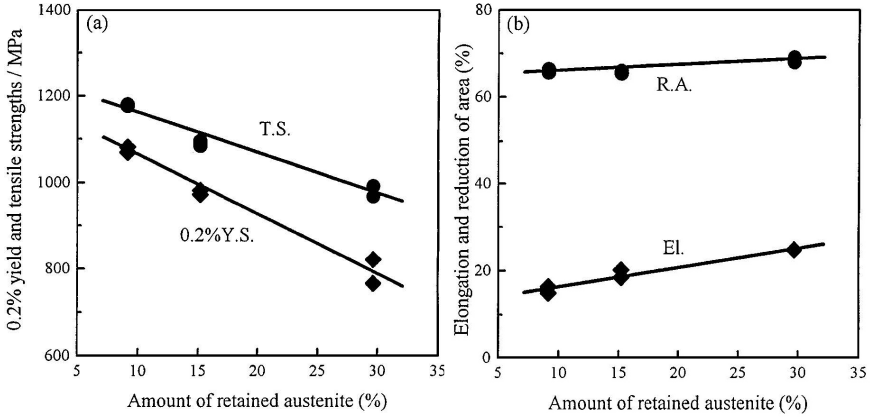 (a)
0.2% yield and tensile strengths / MPa
1400
1200
1000
800
600
T.S.
0.2%Y.S.
5 10 15 20 25 30 35
Amount of retained austenite (%)
(b)
Elongation and reduction of area (%)
80
60
40
20
0
R.A.
El.
5 10 15 20 25 30 35
Amount of retained austenite (%)